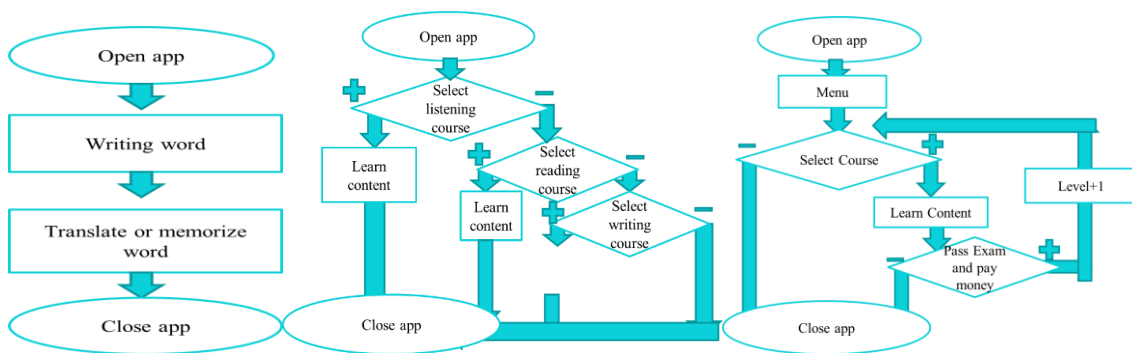 Open app
Writing word
Translate or memorize
word
Close app
Open app
Select
listening
course
Learn
content
Select
reading
course
Learn
content
Select
writing
course
Close app
Open app
Menu
Select Course
Level+1
Learn Content
Pass Exam
and pay
money
Close app